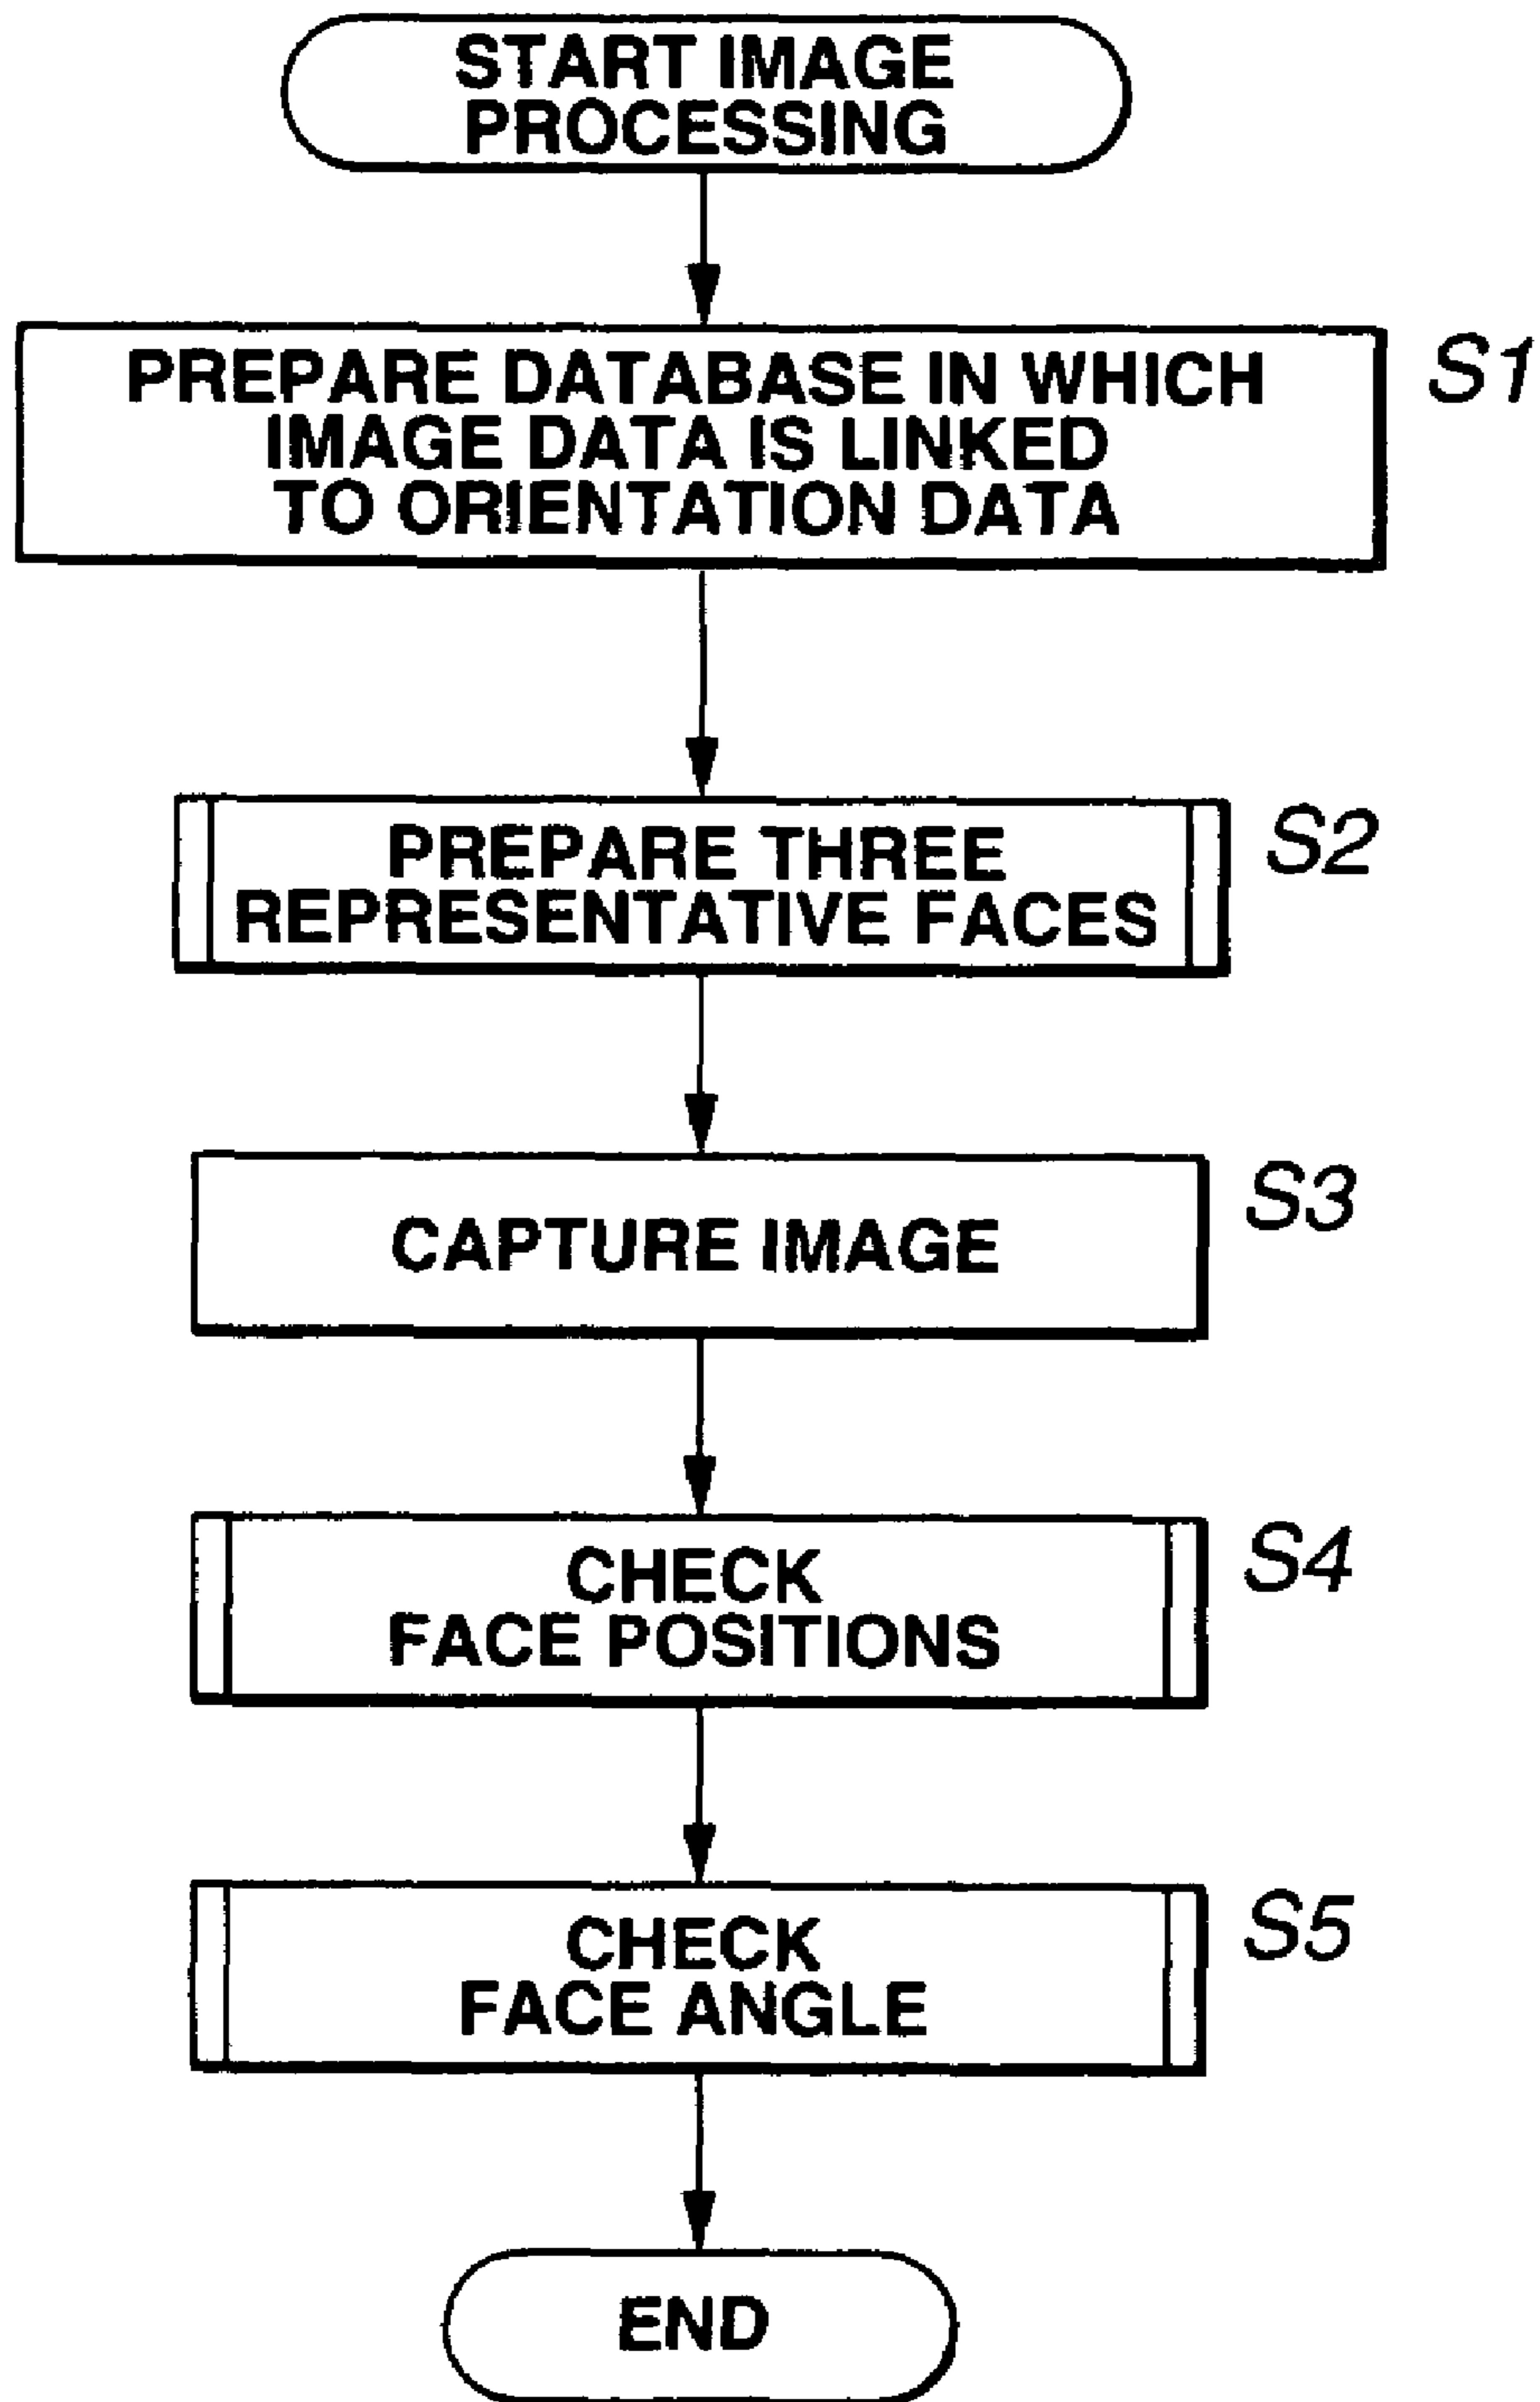 START IMAGE
PROCESSING
PREPARE DATABASE IN WHICH
IMAGE DATA IS LINKED
TO ORIENTATION DATA
S1
PREPARE THREE
REPRESENTATIVE FACES
S2
CAPTURE IMAGE
S3
CHECK
FACE POSITIONS
S4
CHECK
FACE ANGLE
S5
END